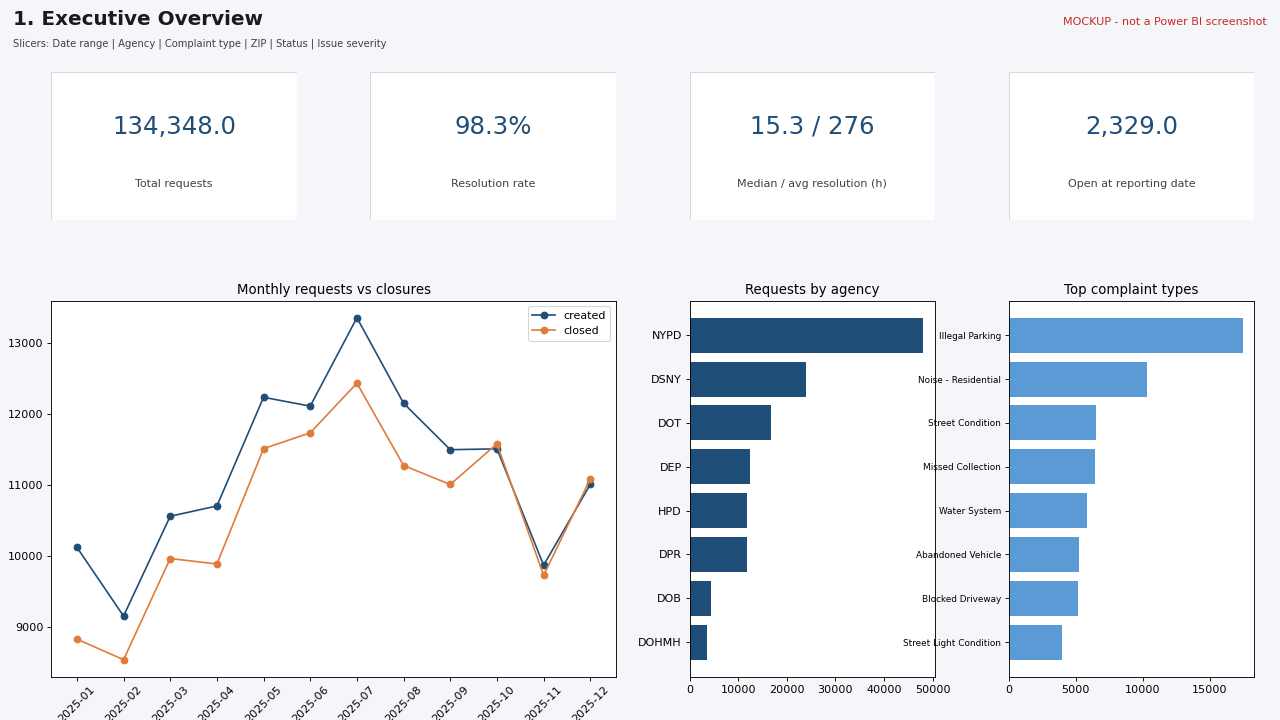 1. Executive Overview
MOCKUP - not a Power BI screenshot
Slicers: Date range | Agency | Complaint type | ZIP | Status | Issue severity
134,348.0
Total requests
98.3%
Resolution rate
15.3 / 276
Median / avg resolution (h)
2,329.0
Open at reporting date
Monthly requests vs closures
created
closed
13000
12000
11000
10000
9000
2025-01
2025-02
2025-03
2025-04
2025-05
2025-06
2025-07
2025-08
2025-09
2025-10
2025-11
2025-12
Requests by agency
NYPD
DSNY
DOT
DEP
HPD
DPR
DOB
DOHMH
0
10000
20000
30000
40000
50000
Top complaint types
Illegal Parking
Noise - Residential
Street Condition
Missed Collection
Water System
Abandoned Vehicle
Blocked Driveway
Street Light Condition
0
5000
10000
15000